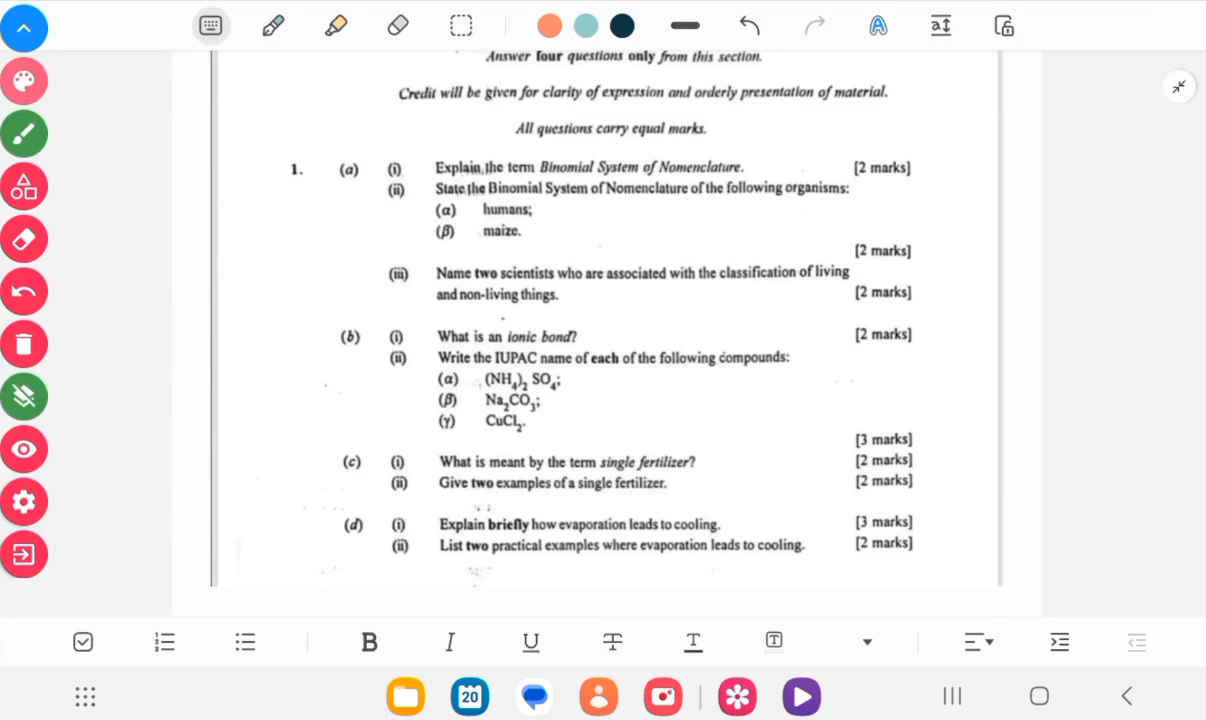 Answer four questions only from this section.
Credit will be given for clarity of expression and orderly presentation of material.
All questions carry equal marks.
1. (a) (i) Explain the term Binomial System of Nomenclature. [2 marks]
(ii) State the Binomial System of Nomenclature of the following organisms:
(α) humans;
(β) maize.
[2 marks]
(iii) Name two scientists who are associated with the classification of living
and non-living things. [2 marks]
(b) (i) What is an ionic bond? [2 marks]
(ii) Write the IUPAC name of each of the following compounds:
(α) (NH₄)₂ SO₄;
(β) Na₂CO₃;
(γ) CuCl₂.
[3 marks]
(c) (i) What is meant by the term single fertilizer? [2 marks]
(ii) Give two examples of a single fertilizer. [2 marks]
(d) (i) Explain briefly how evaporation leads to cooling. [3 marks]
(ii) List two practical examples where evaporation leads to cooling. [2 marks]
B I U T T T
20